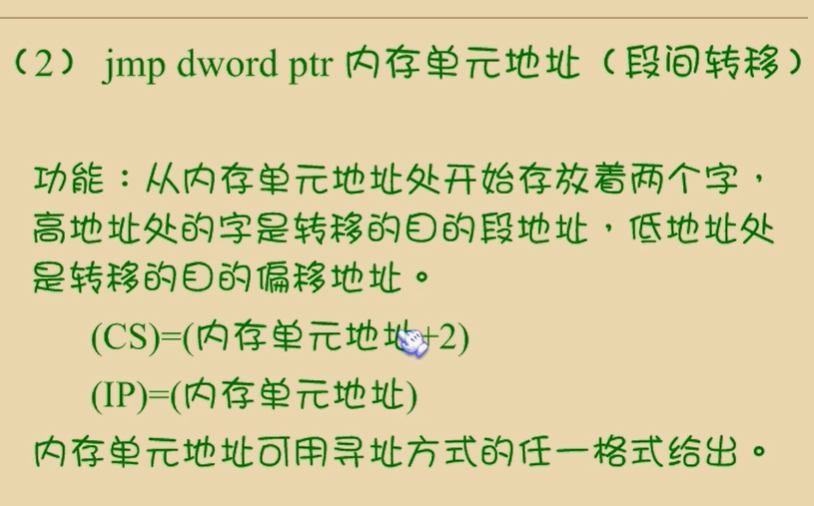 （2） jmp dword ptr 内存单元地址（段间转移）
功能：从内存单元地址处开始存放着两个字，
高地址处的字是转移的目的段地址，低地址处
是转移的目的偏移地址。
(CS)=(内存单元地址+2)
(IP)=(内存单元地址)
内存单元地址可用寻址方式的任一格式给出。